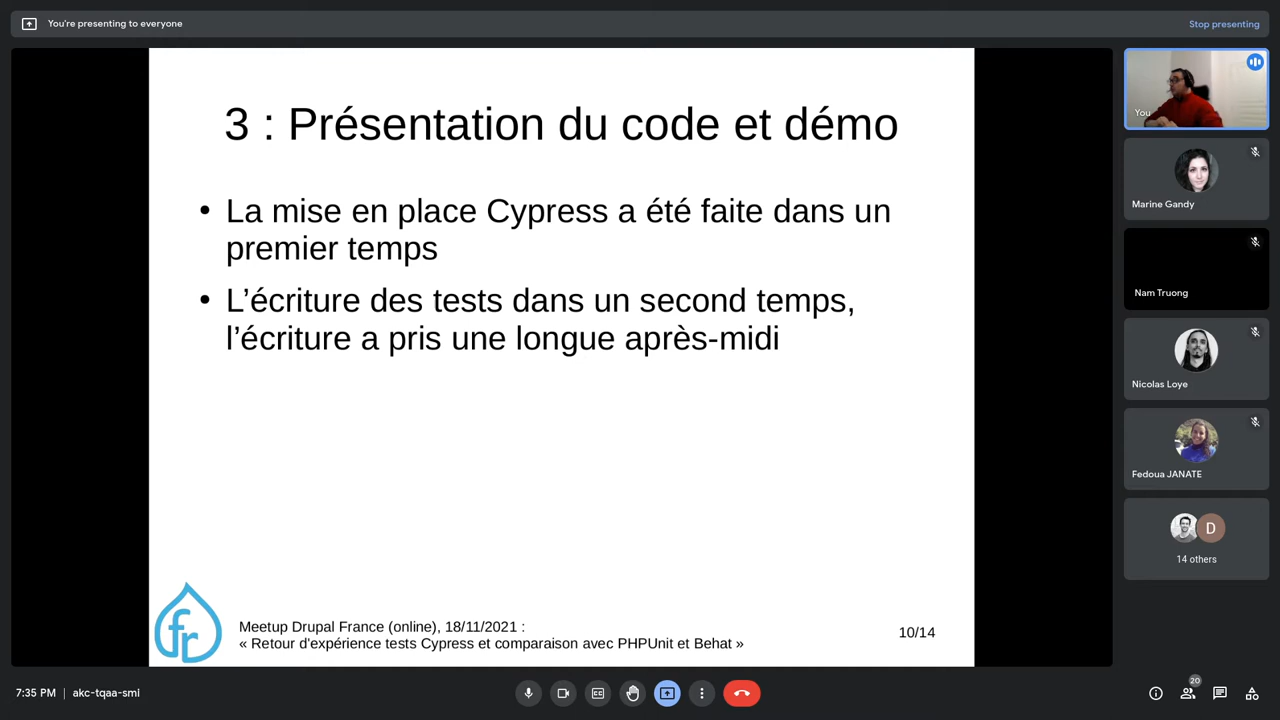 You're presenting to everyone
Stop presenting
3 : Présentation du code et démo
• La mise en place Cypress a été faite dans un
premier temps
• L’écriture des tests dans un second temps,
l’écriture a pris une longue après-midi
fr
Meetup Drupal France (online), 18/11/2021 :
« Retour d'expérience tests Cypress et comparaison avec PHPUnit et Behat »
10/14
You
Marine Gandy
Nam Truong
Nicolas Loye
Fedoua JANATE
D
14 others
7:35 PM | akc-tqaa-smi
20